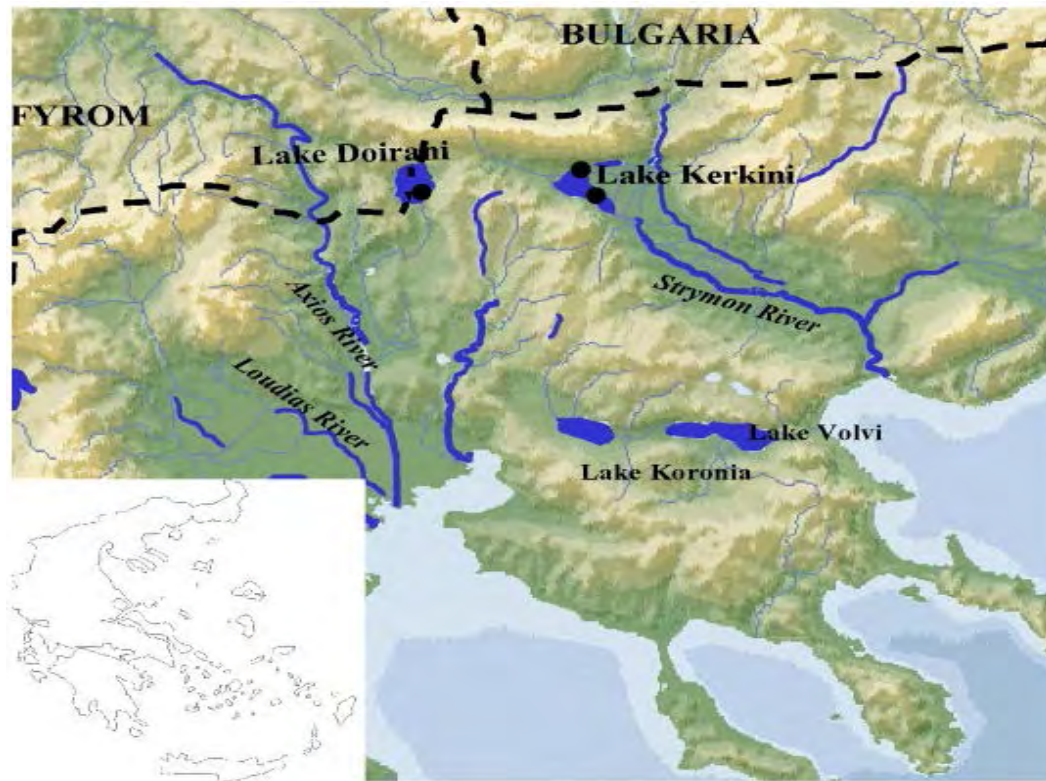 BULGARIA
FYROM
Lake Doirani
Lake Kerkini
Axios River
Strymon River
Loudias River
Lake Volvi
Lake Koronia